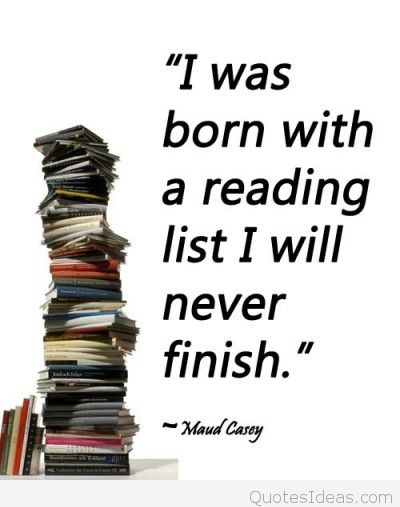 “I was
born with
a reading
list I will
never
finish.”
~ Maud Casey
QuotesIdeas.com